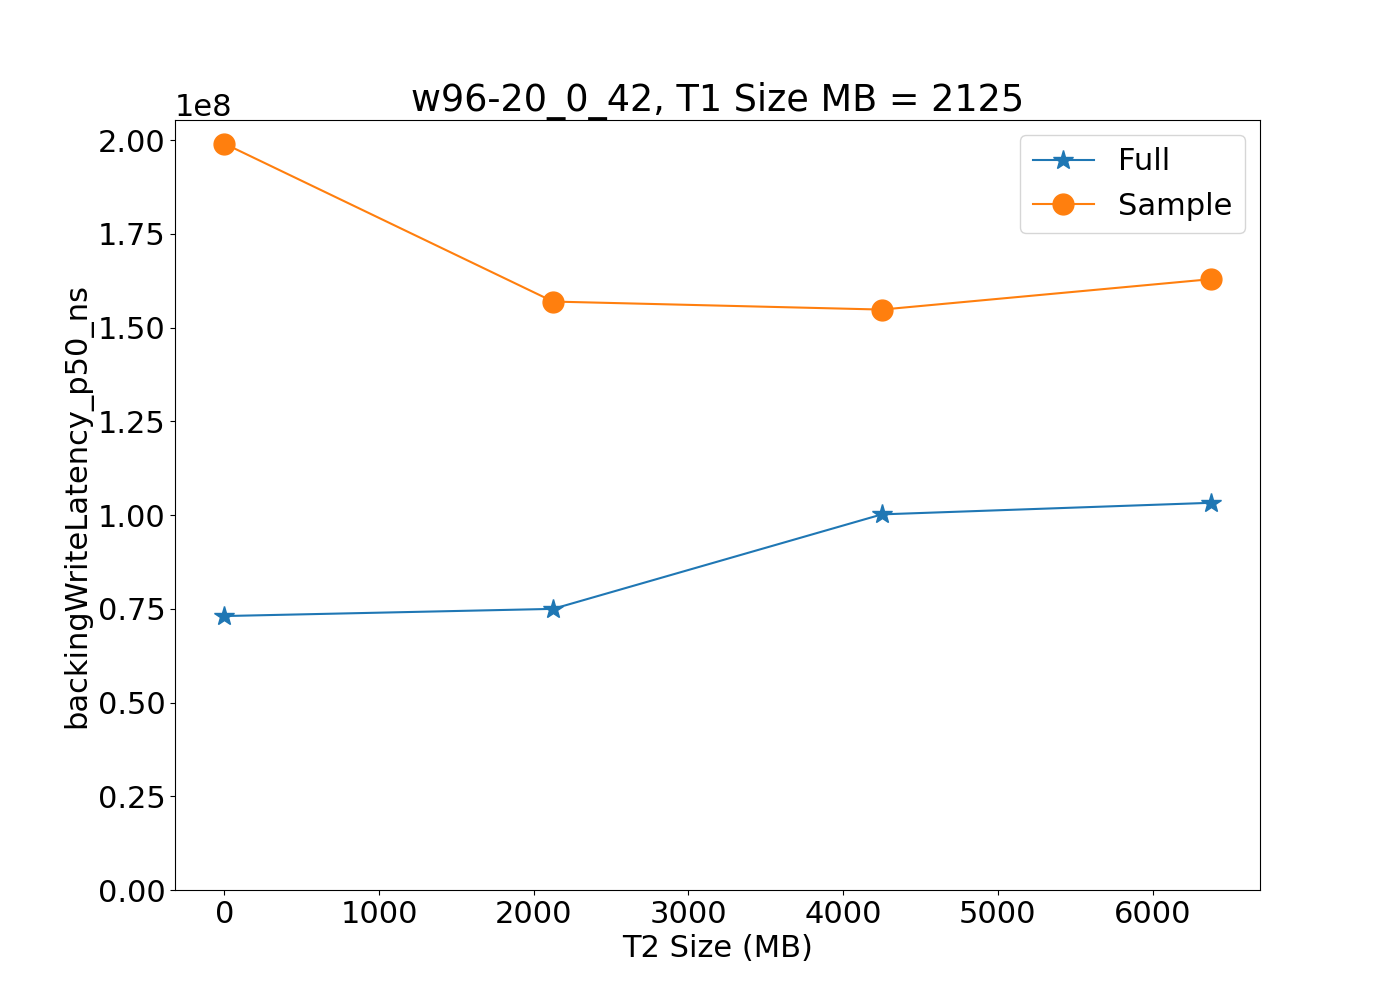 w96-20_0_42, T1 Size MB = 2125
1e8
2.00
1.75
1.50
1.25
1.00
0.75
0.50
0.25
0.00
backingWriteLatency_p50_ns
Full
Sample
0 1000 2000 3000 4000 5000 6000
T2 Size (MB)